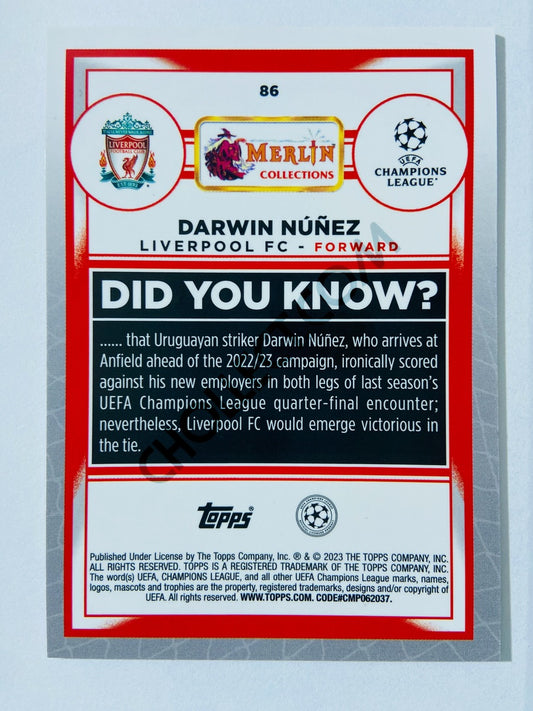 86
LIVERPOOL
FOOTBALL CLUB
EST·1892
MERLIN
COLLECTIONS
UEFA
CHAMPIONS
LEAGUE
DARWIN NÚÑEZ
LIVERPOOL FC - FORWARD
DID YOU KNOW?
...... that Uruguayan striker Darwin Núñez, who arrives at
Anfield ahead of the 2022/23 campaign, ironically scored
against his new employers in both legs of last season's
UEFA Champions League quarter-final encounter;
nevertheless, Liverpool FC would emerge victorious in
the tie.
topps®
Published Under License by The Topps Company, Inc. ® & © 2023 THE TOPPS COMPANY, INC.
ALL RIGHTS RESERVED. TOPPS IS A REGISTERED TRADEMARK OF THE TOPPS COMPANY, INC.
The word(s) UEFA, CHAMPIONS LEAGUE, and all other UEFA Champions League marks, names,
logos, mascots and trophies are the property, registered trademarks, designs and/or copyright of
UEFA. All rights reserved. WWW.TOPPS.COM. CODE#CMP062037.